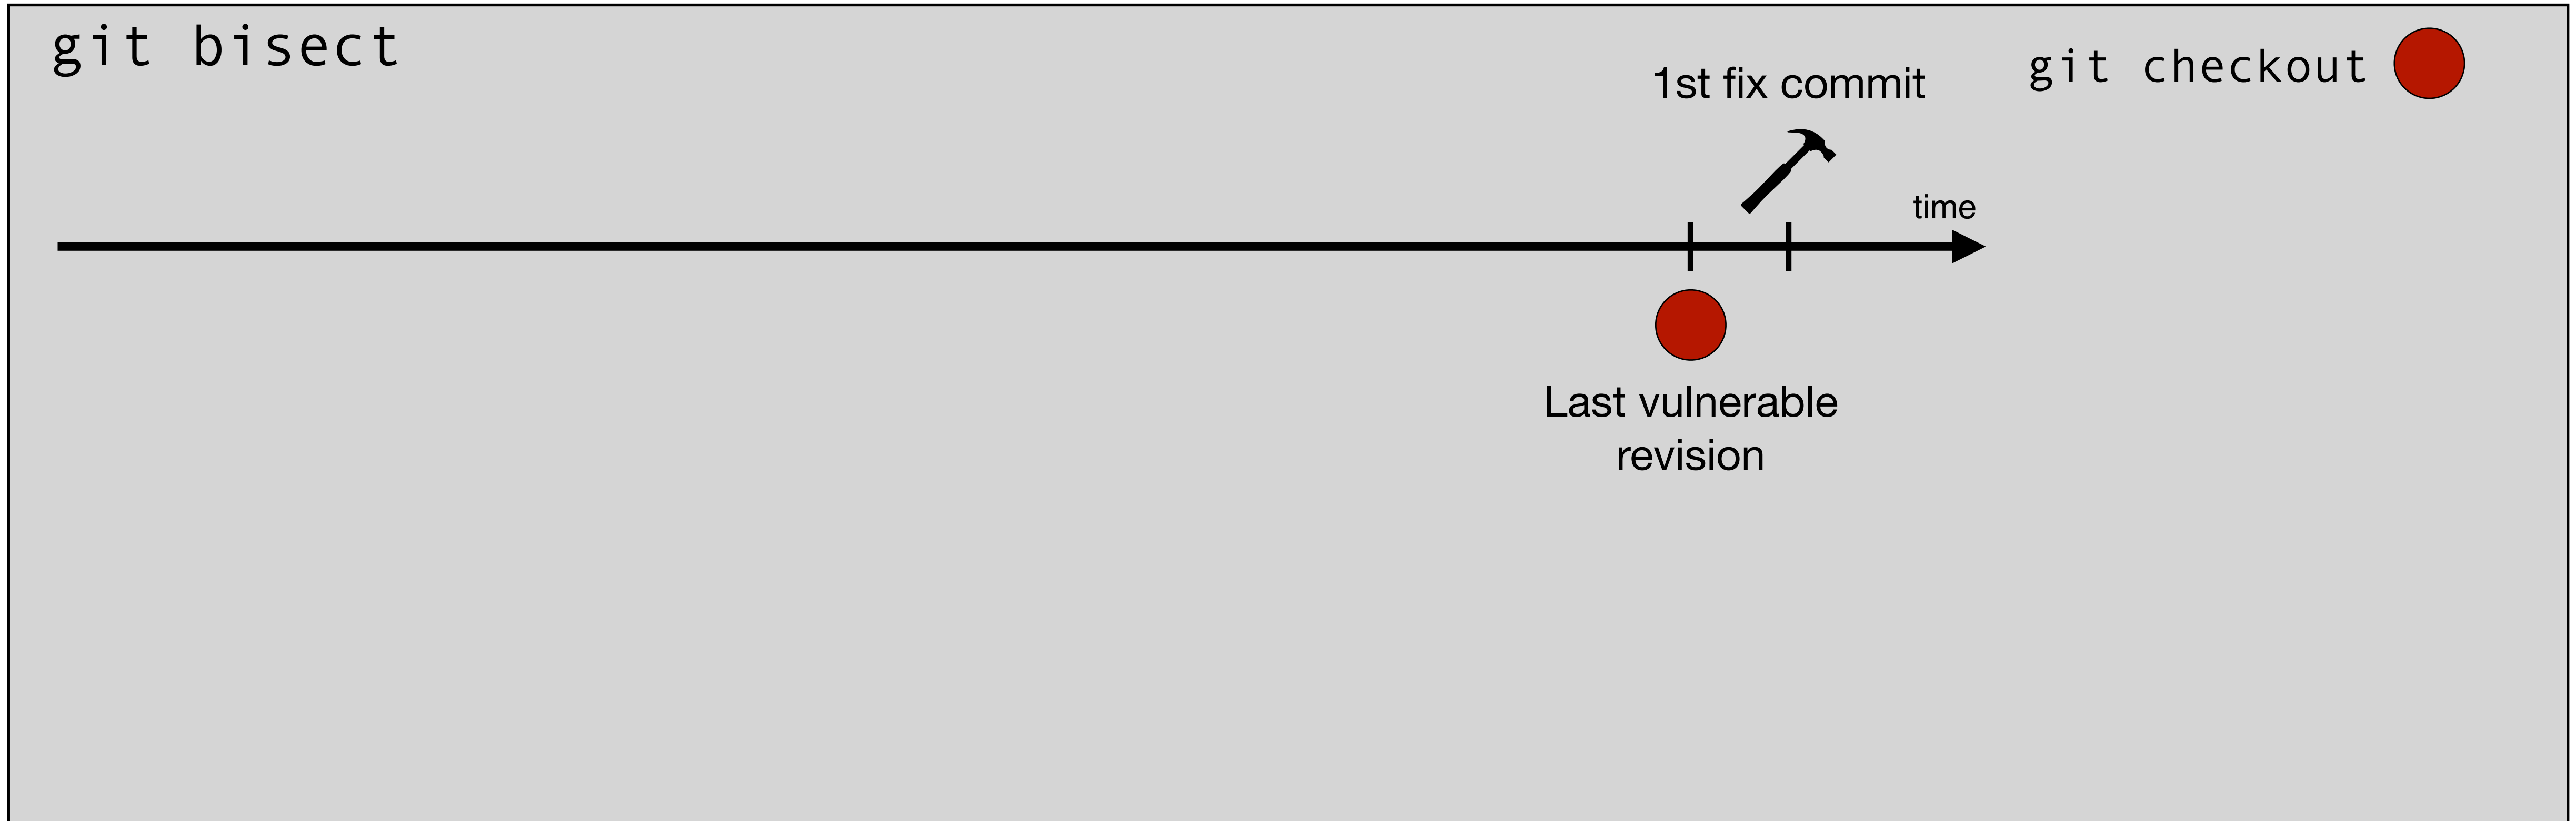 git bisect
1st fix commit
git checkout
time
Last vulnerable
revision